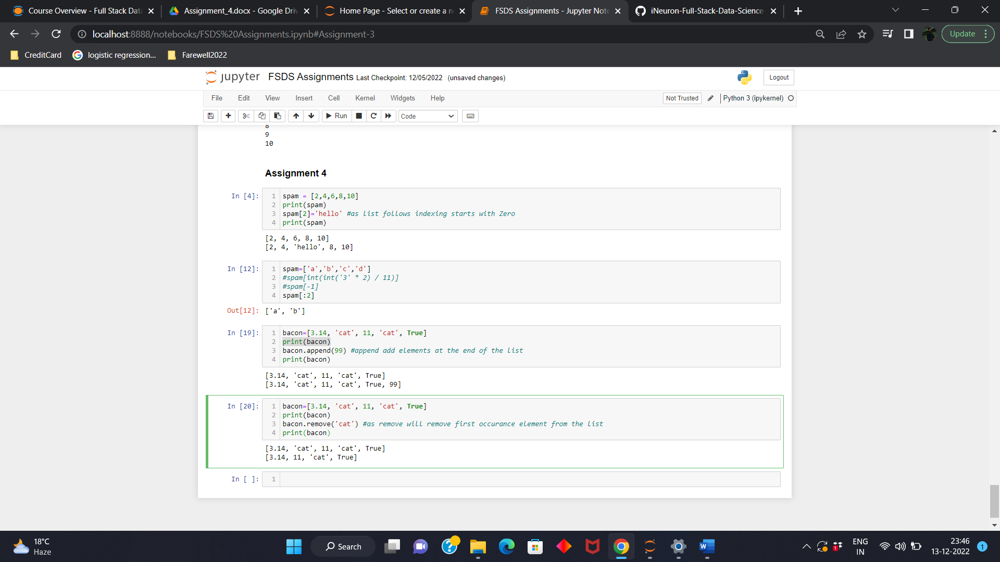 Course Overview - Full Stack Data
Assignment_4.docx - Google Driv
Home Page - Select or create a n
FSDS Assignments - Jupyter Note
iNeuron-Full-Stack-Data-Science
localhost:8888/notebooks/FSDS%20Assignments.ipynb#Assignment-3
Update
CreditCard
logistic regression...
Farewell2022
jupyter FSDS Assignments Last Checkpoint: 12/05/2022 (unsaved changes)
Logout
File Edit View Insert Cell Kernel Widgets Help
Not Trusted
Python 3 (ipykernel)
Run
Code
8
9
10
Assignment 4
In [4]:
1 spam = [2,4,6,8,10]
2 print(spam)
3 spam[2]='hello' #as list follows indexing starts with Zero
4 print(spam)
[2, 4, 6, 8, 10]
[2, 4, 'hello', 8, 10]
In [12]:
1 spam=['a','b','c','d']
2 #spam[int(int('3' * 2) / 11)]
3 #spam[-1]
4 spam[:2]
Out[12]: ['a', 'b']
In [19]:
1 bacon=[3.14, 'cat', 11, 'cat', True]
2 print(bacon)
3 bacon.append(99) #append add elements at the end of the list
4 print(bacon)
[3.14, 'cat', 11, 'cat', True]
[3.14, 'cat', 11, 'cat', True, 99]
In [20]:
1 bacon=[3.14, 'cat', 11, 'cat', True]
2 print(bacon)
3 bacon.remove('cat') #as remove will remove first occurance element from the list
4 print(bacon)
[3.14, 'cat', 11, 'cat', True]
[3.14, 11, 'cat', True]
In [ ]: 1
18°C
Haze
Search
ENG
IN
23:46
13-12-2022
1